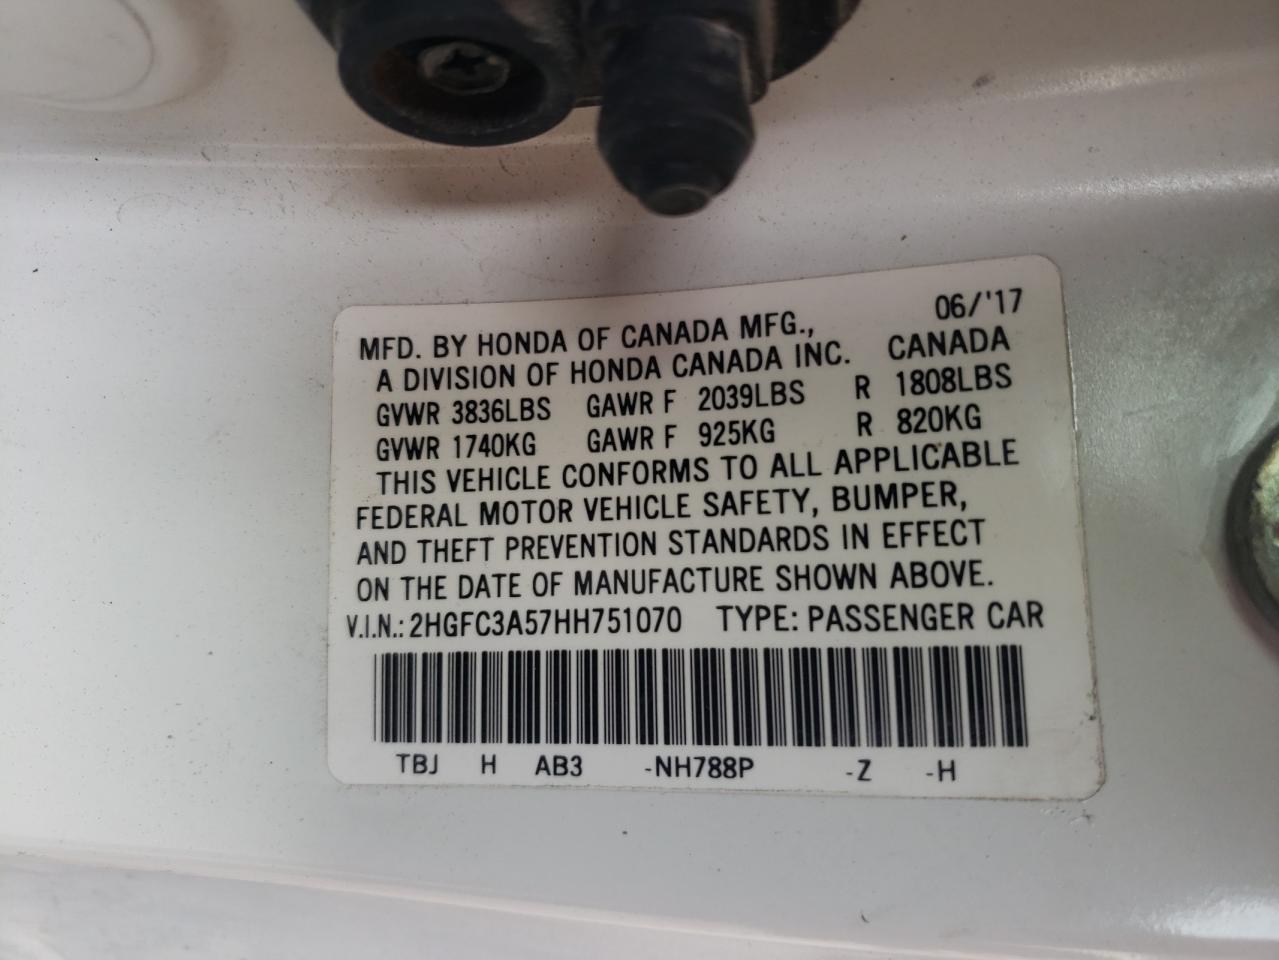 06/'17
MFD. BY HONDA OF CANADA MFG.,
A DIVISION OF HONDA CANADA INC. CANADA
GVWR 3836LBS GAWR F 2039LBS R 1808LBS
GVWR 1740KG GAWR F 925KG R 820KG
THIS VEHICLE CONFORMS TO ALL APPLICABLE
FEDERAL MOTOR VEHICLE SAFETY, BUMPER,
AND THEFT PREVENTION STANDARDS IN EFFECT
ON THE DATE OF MANUFACTURE SHOWN ABOVE.
V.I.N.: 2HGFC3A57HH751070 TYPE: PASSENGER CAR
TBJ H AB3 -NH788P -Z -H